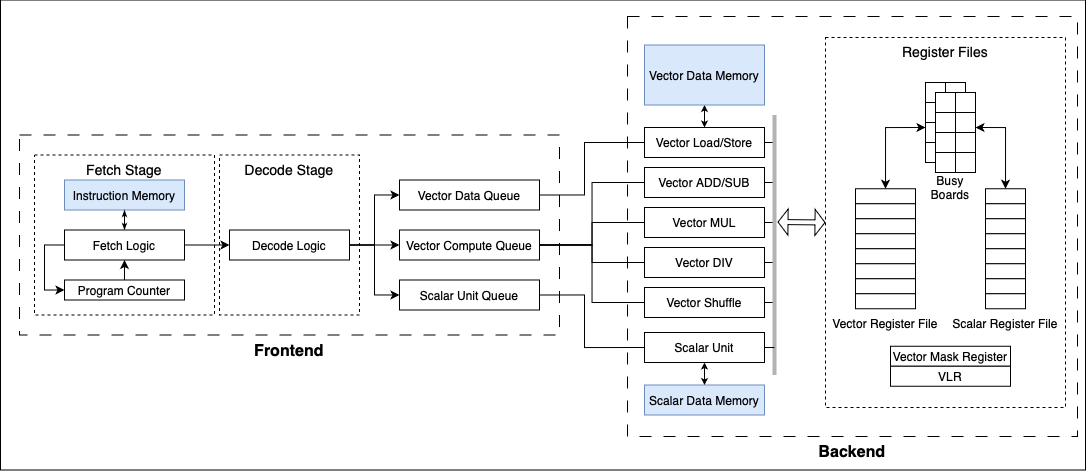 Fetch Stage
Instruction Memory
Fetch Logic
Program Counter
Decode Stage
Decode Logic
Vector Data Queue
Vector Compute Queue
Scalar Unit Queue
Frontend
Vector Data Memory
Vector Load/Store
Vector ADD/SUB
Vector MUL
Vector DIV
Vector Shuffle
Scalar Unit
Scalar Data Memory
Register Files
Busy
Boards
Vector Register File
Scalar Register File
Vector Mask Register
VLR
Backend